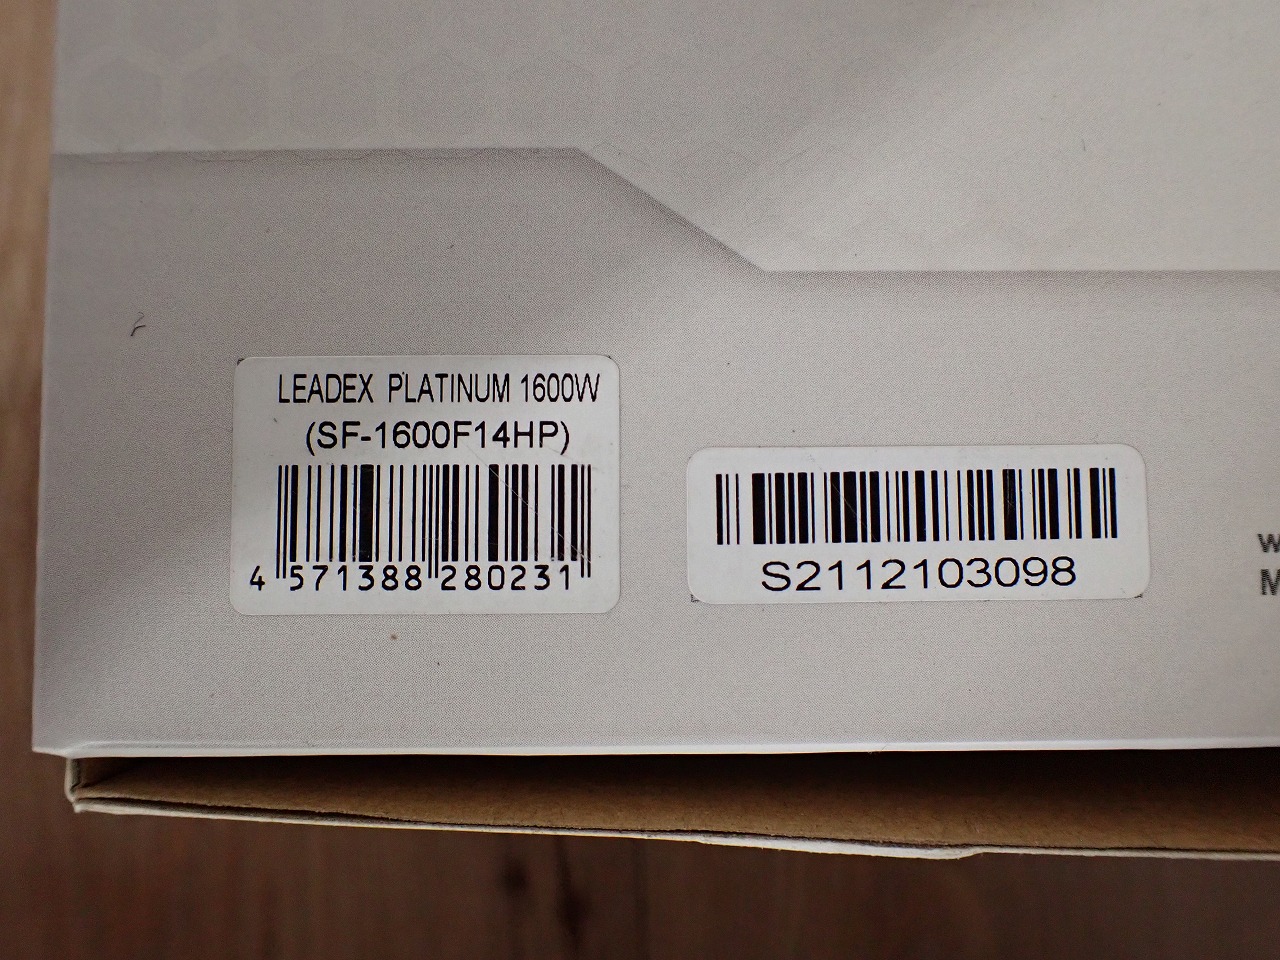 LEADEX PLATINUM 1600W
(SF-1600F14HP)
4 571388 280231
S2112103098